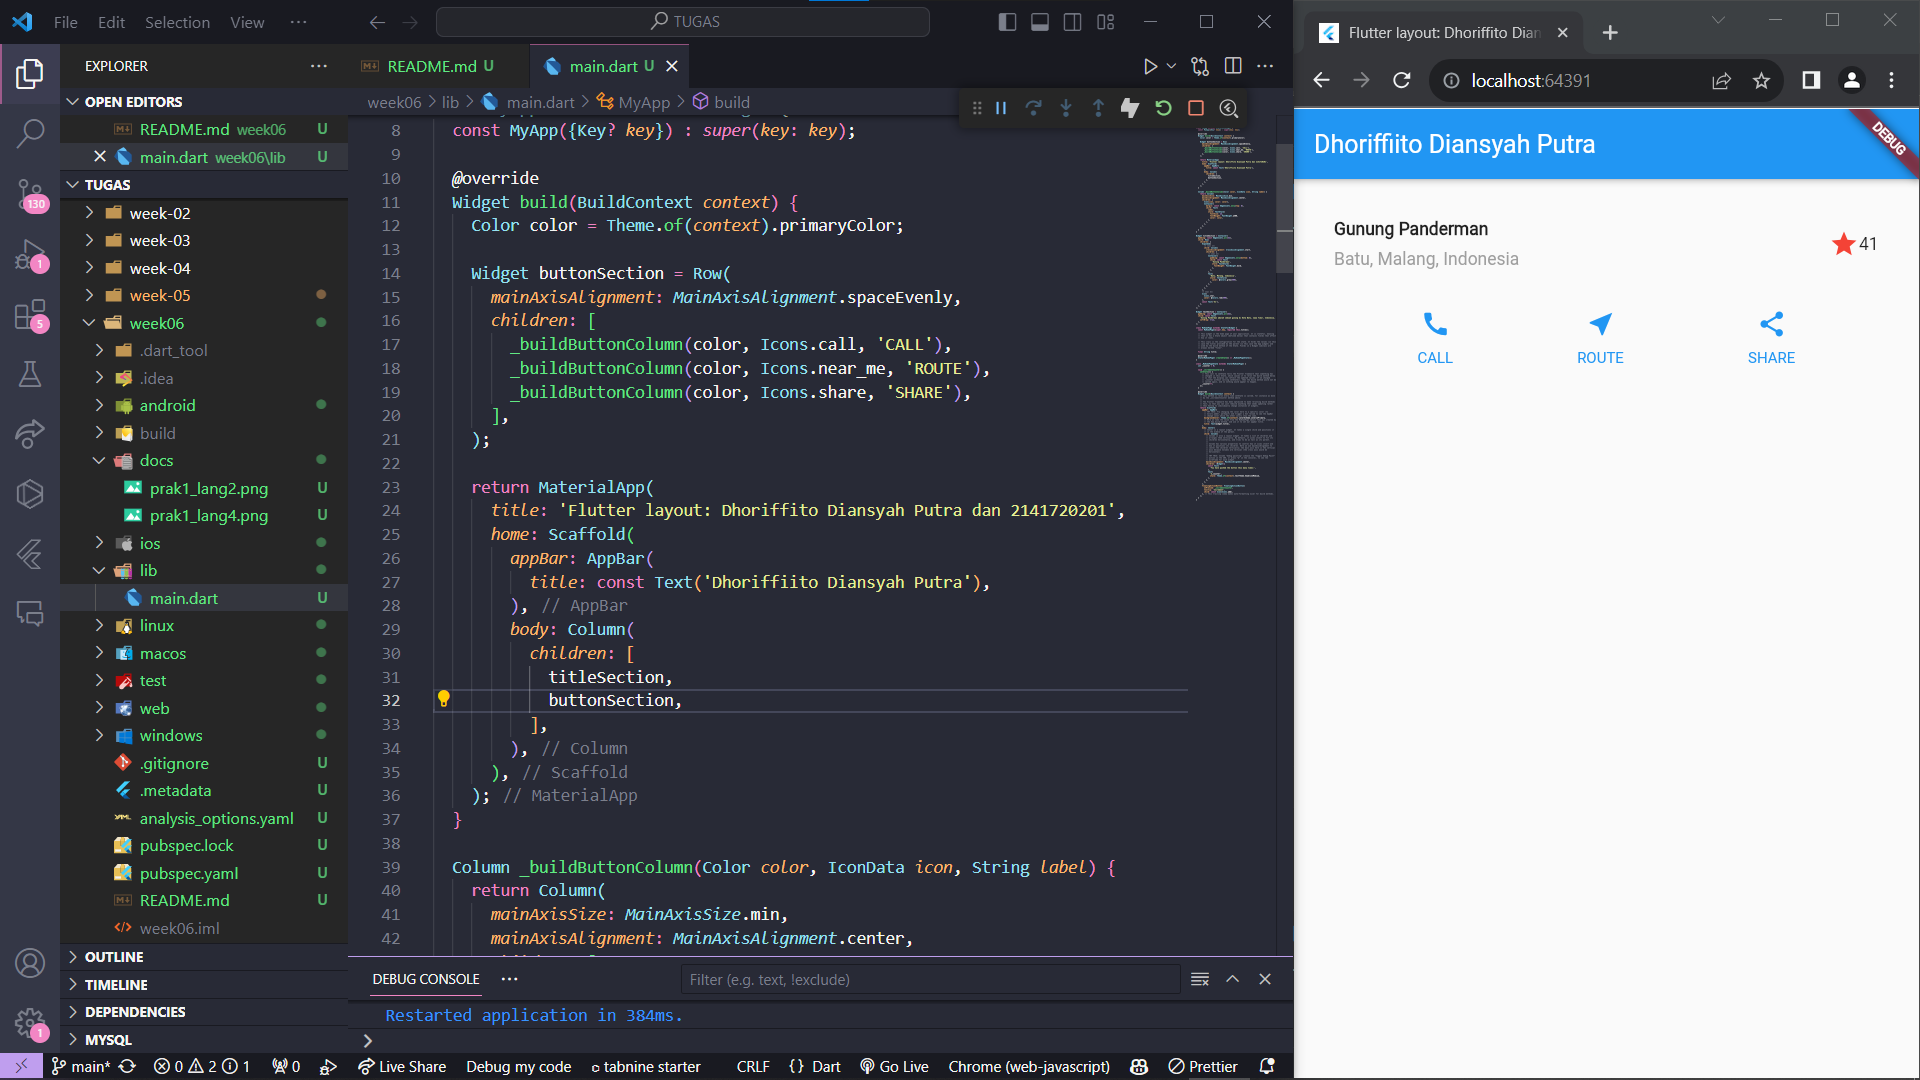 File Edit Selection View ··· TUGAS
EXPLORER
OPEN EDITORS
README.md week06 U
main.dart week06\lib U
TUGAS
week-02
week-03
week-04
week-05
week06
.dart_tool
.idea
android
build
docs
prak1_lang2.png U
prak1_lang4.png U
ios
lib
main.dart U
linux
macos
test
web
windows
.gitignore U
.metadata U
analysis_options.yaml U
pubspec.lock U
pubspec.yaml U
README.md U
week06.iml
OUTLINE
TIMELINE
DEPENDENCIES
MYSQL
130
1
5
1
README.md U main.dart U
week06 > lib > main.dart > MyApp > build
8 const MyApp({Key? key}) : super(key: key);
9
10 @override
11 Widget build(BuildContext context) {
12 Color color = Theme.of(context).primaryColor;
13
14 Widget buttonSection = Row(
15 mainAxisAlignment: MainAxisAlignment.spaceEvenly,
16 children: [
17 _buildButtonColumn(color, Icons.call, 'CALL'),
18 _buildButtonColumn(color, Icons.near_me, 'ROUTE'),
19 _buildButtonColumn(color, Icons.share, 'SHARE'),
20 ],
21 );
22
23 return MaterialApp(
24 title: 'Flutter layout: Dhoriffito Diansyah Putra dan 2141720201',
25 home: Scaffold(
26 appBar: AppBar(
27 title: const Text('Dhoriffiito Diansyah Putra'),
28 ), // AppBar
29 body: Column(
30 children: [
31 titleSection,
32 buttonSection,
33 ],
34 ), // Column
35 ), // Scaffold
36 ); // MaterialApp
37 }
38
39 Column _buildButtonColumn(Color color, IconData icon, String label) {
40 return Column(
41 mainAxisSize: MainAxisSize.min,
42 mainAxisAlignment: MainAxisAlignment.center,
DEBUG CONSOLE ··· Filter (e.g. text, !exclude)
Restarted application in 384ms.
main* 0 2 1 0 Live Share Debug my code tabnine starter CRLF {} Dart Go Live Chrome (web-javascript) Prettier
Flutter layout: Dhoriffito Dian
localhost:64391
Dhoriffiito Diansyah Putra
DEBUG
Gunung Panderman
Batu, Malang, Indonesia
41
CALL ROUTE SHARE